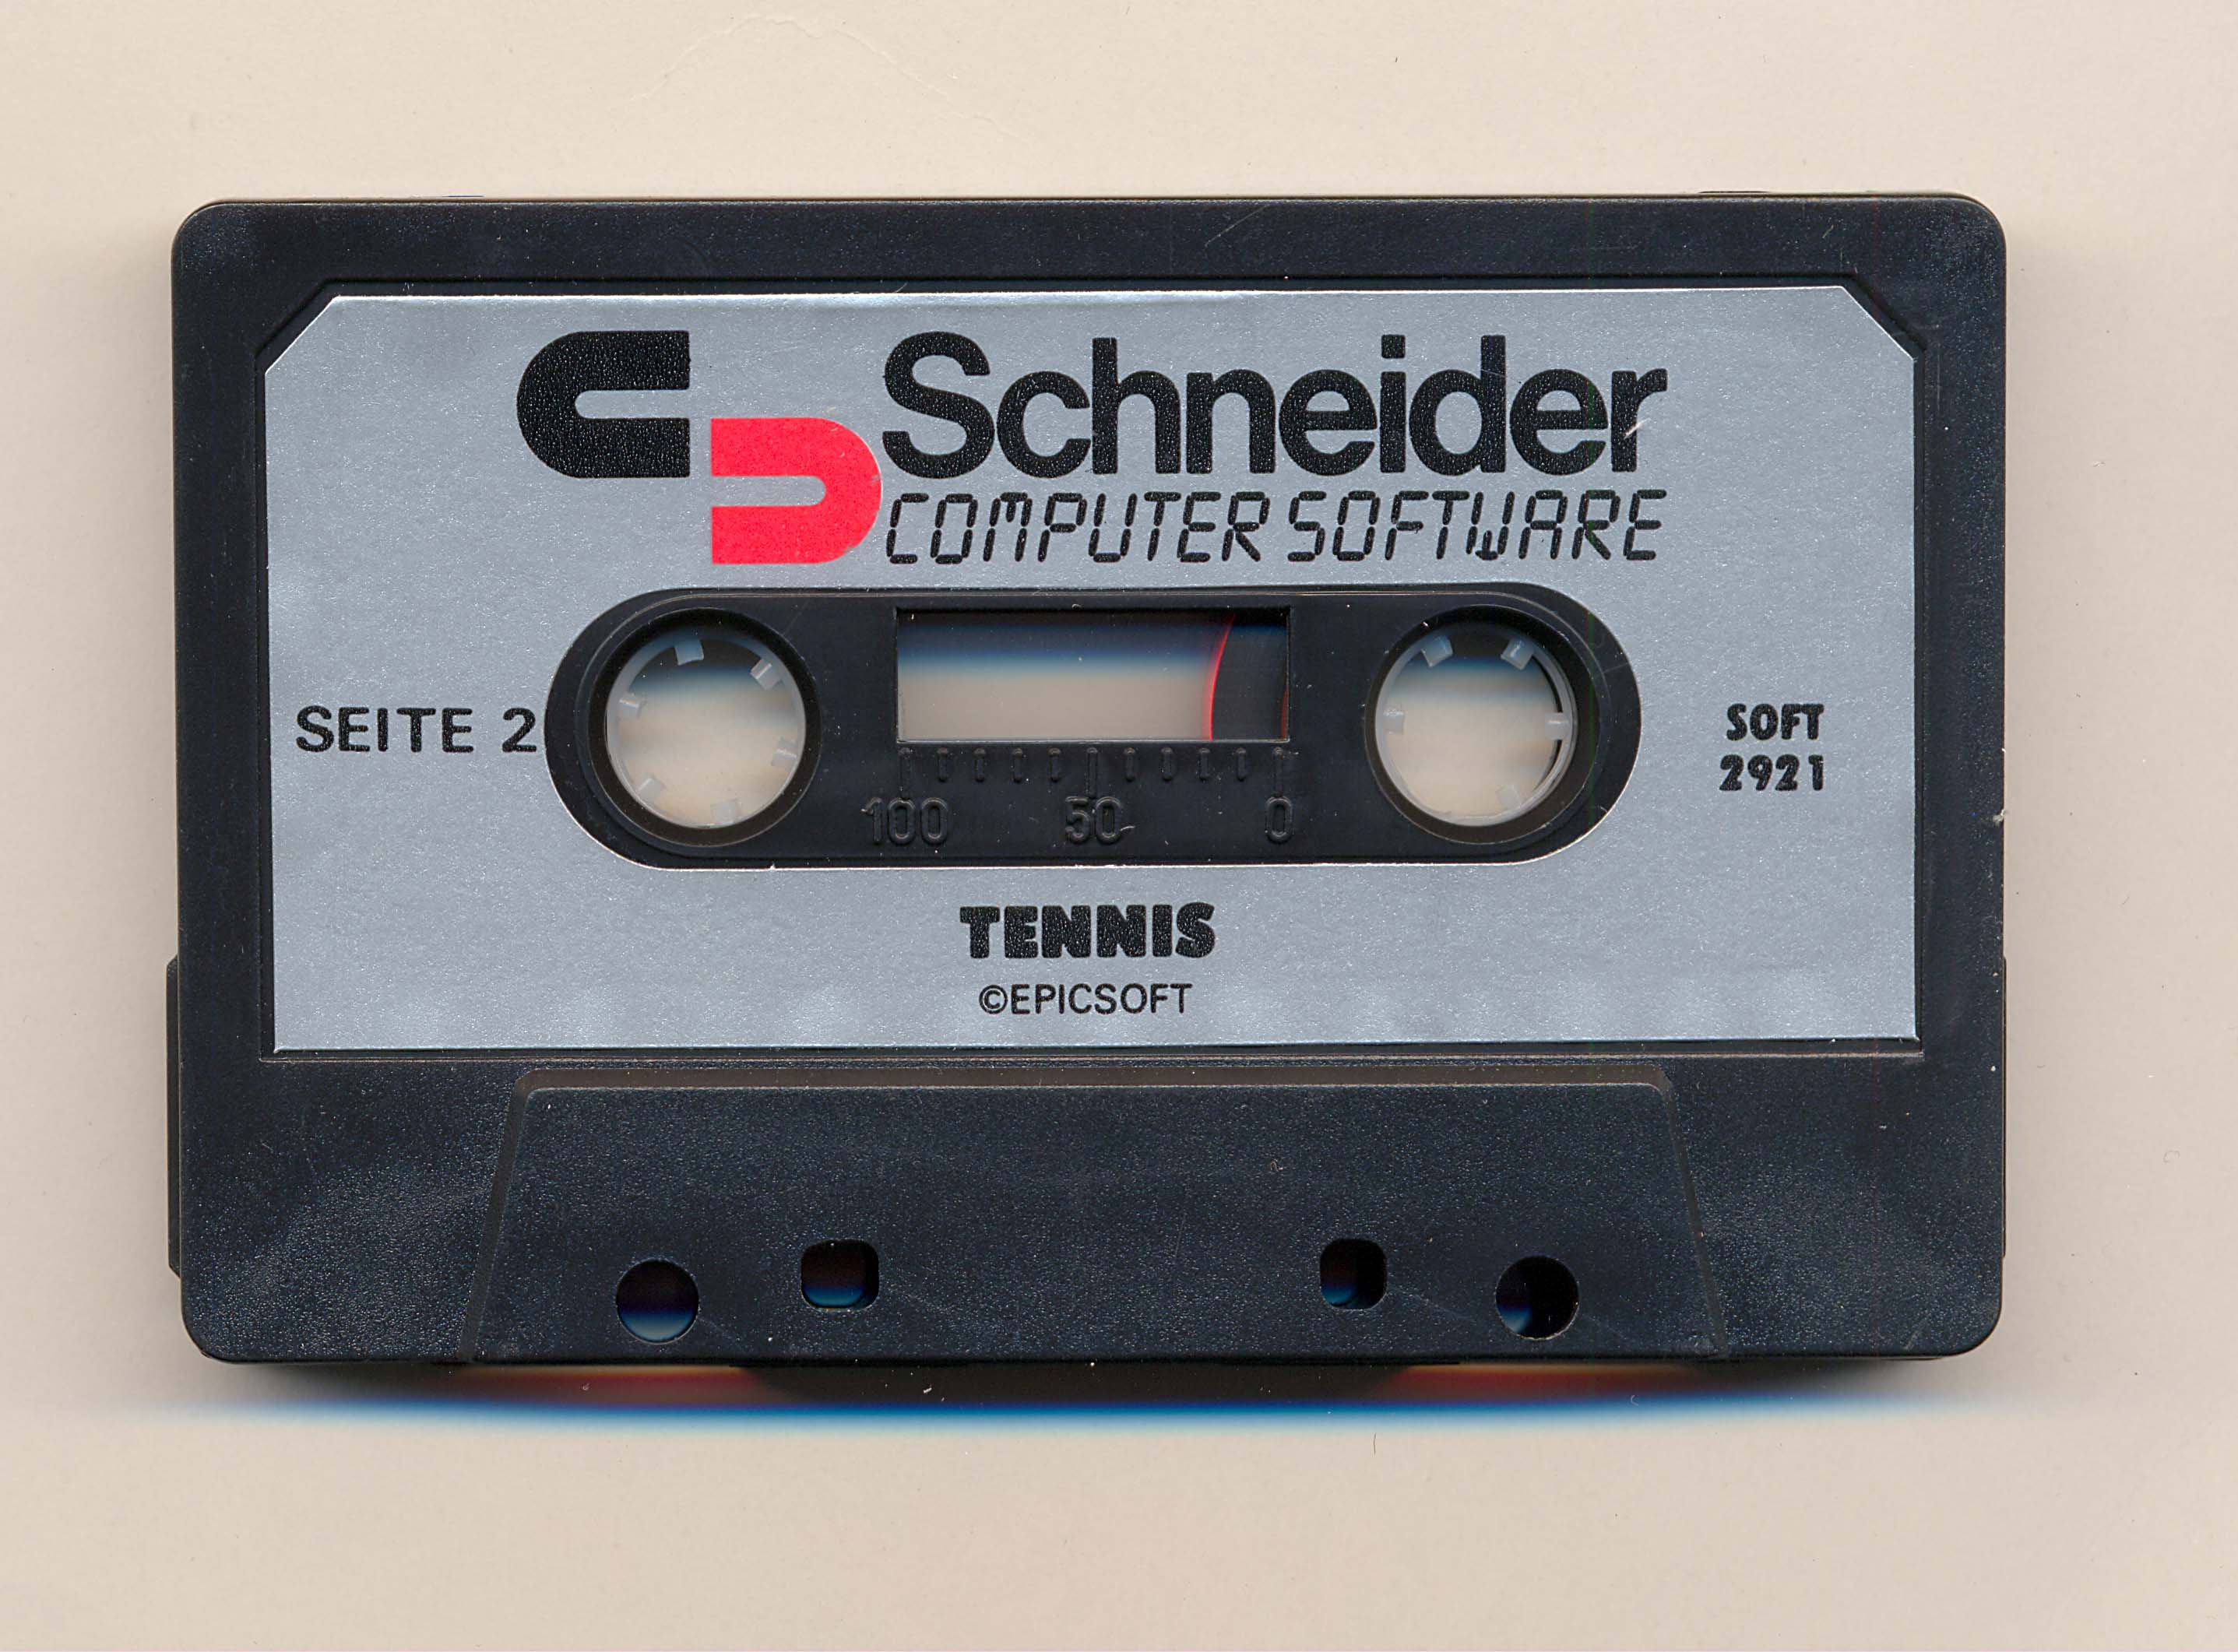 Schneider
COMPUTER SOFTWARE
SEITE 2
SOFT
2921
100 50 0
TENNIS
©EPICSOFT